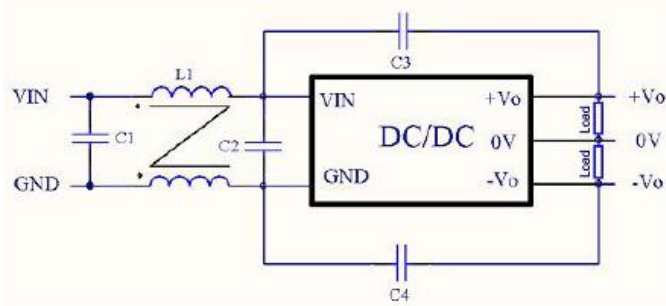 C3
L1
VIN
VIN
+Vo
+Vo
Load
C1
C2
DC/DC
0V
0V
Load
GND
GND
-Vo
-Vo
C4